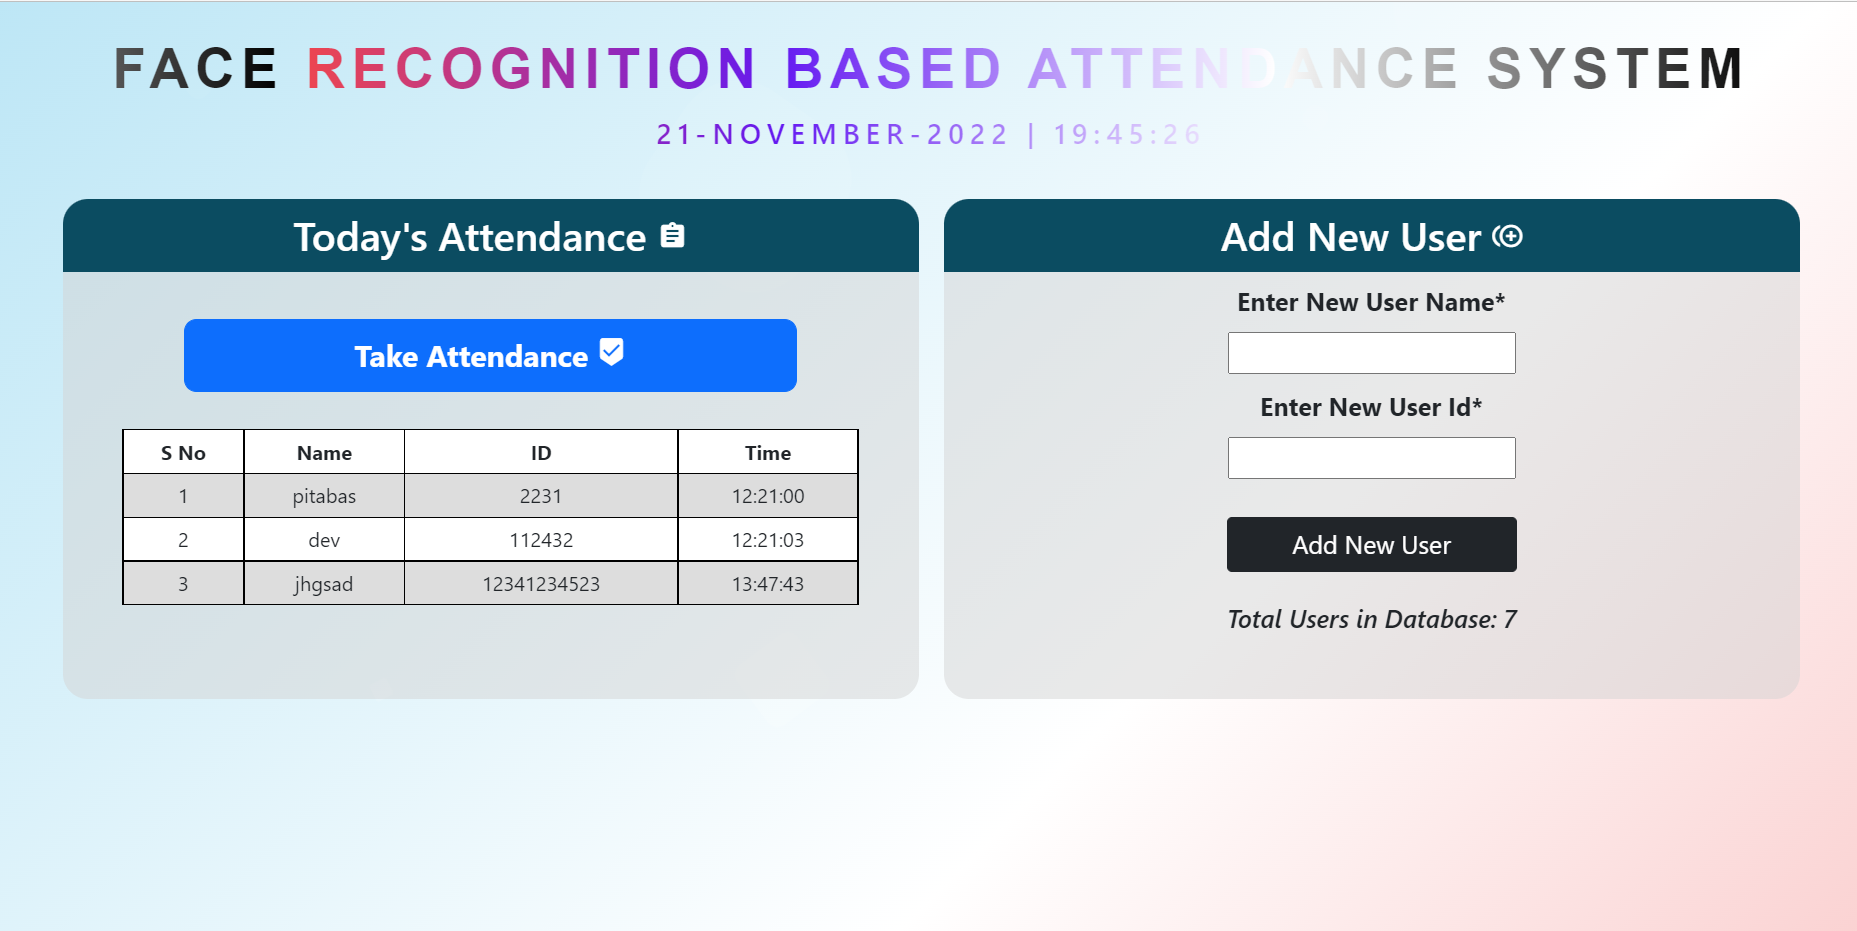 FACE RECOGNITION BASED ATTENDANCE SYSTEM
21-NOVEMBER-2022 | 19:45:26
Today's Attendance
Take Attendance
S No Name ID Time
1 pitabas 2231 12:21:00
2 dev 112432 12:21:03
3 jhgsad 12341234523 13:47:43
Add New User
Enter New User Name*
Enter New User Id*
Add New User
Total Users in Database: 7